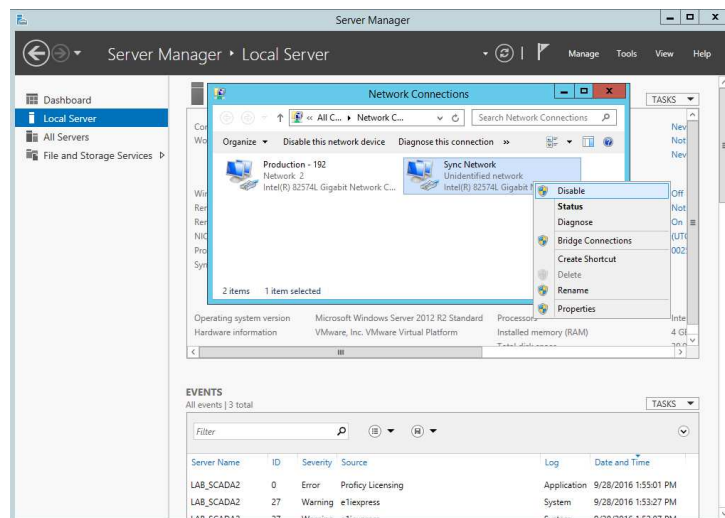 Server Manager
Server Manager • Local Server
Manage Tools View Help
Dashboard
Local Server
All Servers
File and Storage Services
TASKS
Network Connections
« All C... Network C...
Search Network Connections
Organize Disable this network device Diagnose this connection »
Production - 192
Network 2
Intel(R) 82574L Gigabit Network C...
Sync Network
Unidentified network
Intel(R) 82574L Gigabit
Disable
Status
Diagnose
Bridge Connections
Create Shortcut
Delete
Rename
Properties
2 items 1 item selected
Off
On
Operating system version Microsoft Windows Server 2012 R2 Standard Processors
Hardware information VMware, Inc. VMware Virtual Platform Installed memory (RAM)
EVENTS
All events | 3 total
TASKS
Filter
Server Name ID Severity Source Log Date and Time
LAB_SCADA2 0 Error Proficy Licensing Application 9/28/2016 1:55:01 PM
LAB_SCADA2 27 Warning e1iexpress System 9/28/2016 1:53:27 PM